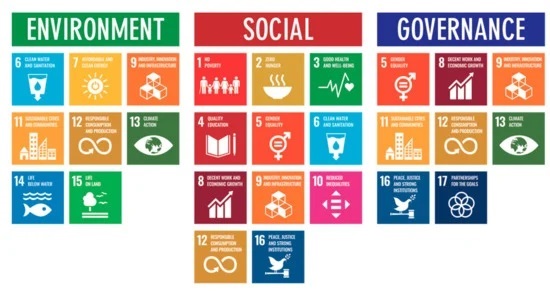 ENVIRONMENT
6 CLEAN WATER
AND SANITATION
7 AFFORDABLE AND
CLEAN ENERGY
9 INDUSTRY, INNOVATION
AND INFRASTRUCTURE
11 SUSTAINABLE CITIES
AND COMMUNITIES
12 RESPONSIBLE
CONSUMPTION
AND PRODUCTION
13 CLIMATE
ACTION
14 LIFE
BELOW WATER
15 LIFE
ON LAND
SOCIAL
1 NO
POVERTY
2 ZERO
HUNGER
3 GOOD HEALTH
AND WELL-BEING
4 QUALITY
EDUCATION
5 GENDER
EQUALITY
6 CLEAN WATER
AND SANITATION
8 DECENT WORK AND
ECONOMIC GROWTH
9 INDUSTRY, INNOVATION
AND INFRASTRUCTURE
10 REDUCED
INEQUALITIES
12 RESPONSIBLE
CONSUMPTION
AND PRODUCTION
16 PEACE, JUSTICE
AND STRONG
INSTITUTIONS
GOVERNANCE
5 GENDER
EQUALITY
8 DECENT WORK AND
ECONOMIC GROWTH
9 INDUSTRY, INNOVATION
AND INFRASTRUCTURE
11 SUSTAINABLE CITIES
AND COMMUNITIES
12 RESPONSIBLE
CONSUMPTION
AND PRODUCTION
13 CLIMATE
ACTION
16 PEACE, JUSTICE
AND STRONG
INSTITUTIONS
17 PARTNERSHIPS
FOR THE GOALS